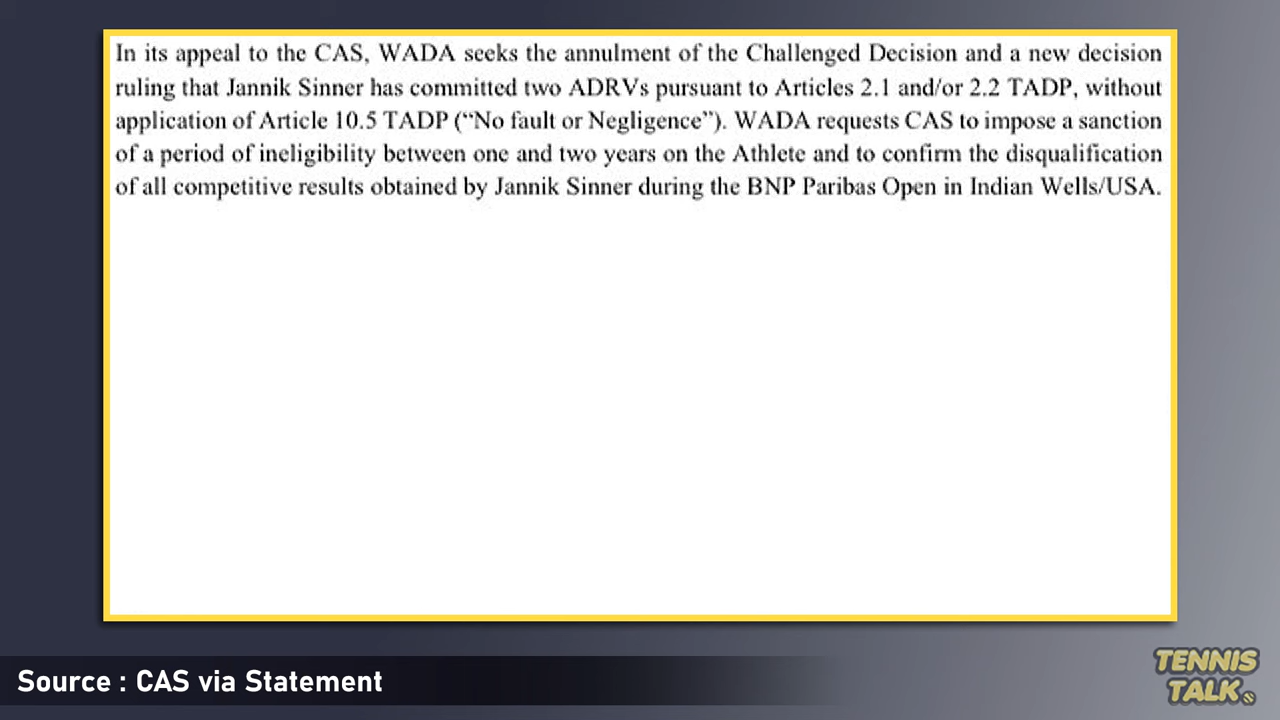 In its appeal to the CAS, WADA seeks the annulment of the Challenged Decision and a new decision
ruling that Jannik Sinner has committed two ADRVs pursuant to Articles 2.1 and/or 2.2 TADP, without
application of Article 10.5 TADP (“No fault or Negligence”). WADA requests CAS to impose a sanction
of a period of ineligibility between one and two years on the Athlete and to confirm the disqualification
of all competitive results obtained by Jannik Sinner during the BNP Paribas Open in Indian Wells/USA.
Source : CAS via Statement
TENNIS
TALK